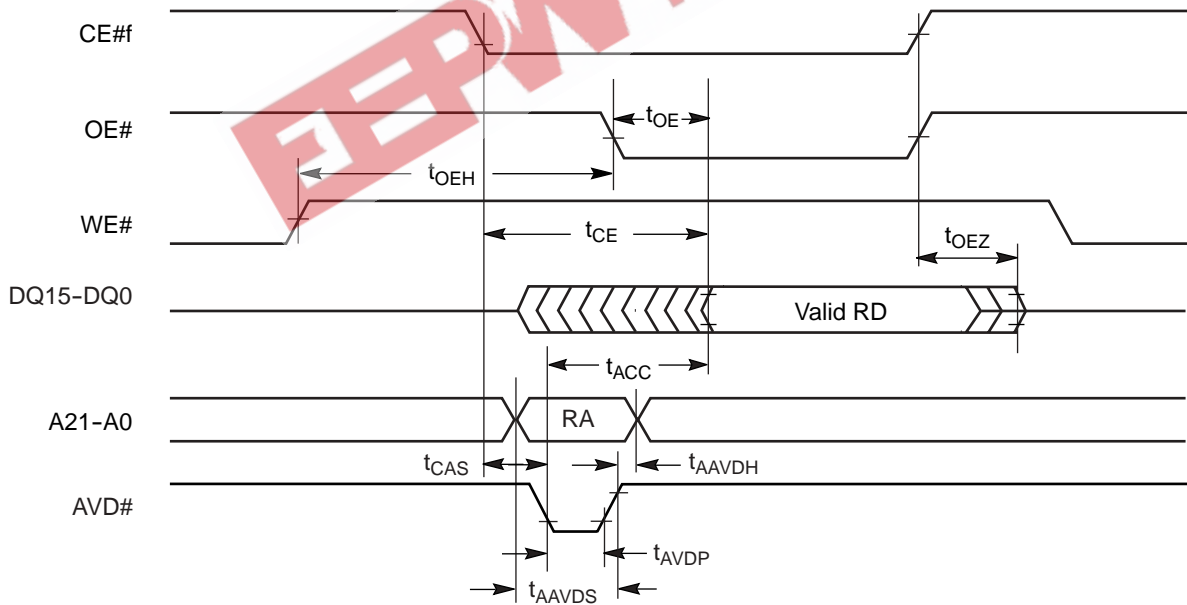 CE#f
OE#
tOE
tOEH
WE#
tCE
tOEZ
DQ15-DQ0
Valid RD
tACC
A21-A0
RA
tCAS
tAAVDH
AVD#
tAVDP
tAAVDS